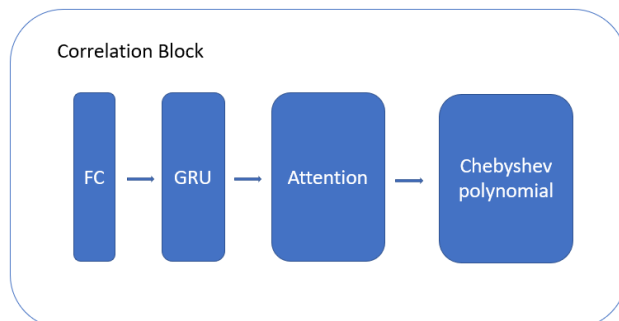 Correlation Block
FC
GRU
Attention
Chebyshev
polynomial